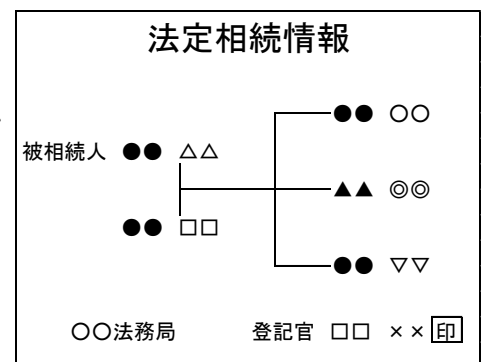 法定相続情報
●● ○○
被相続人 ●● △△
▲▲ ◎◎
●● □□
●● ▽▽
○○法務局 登記官 □□ ××印